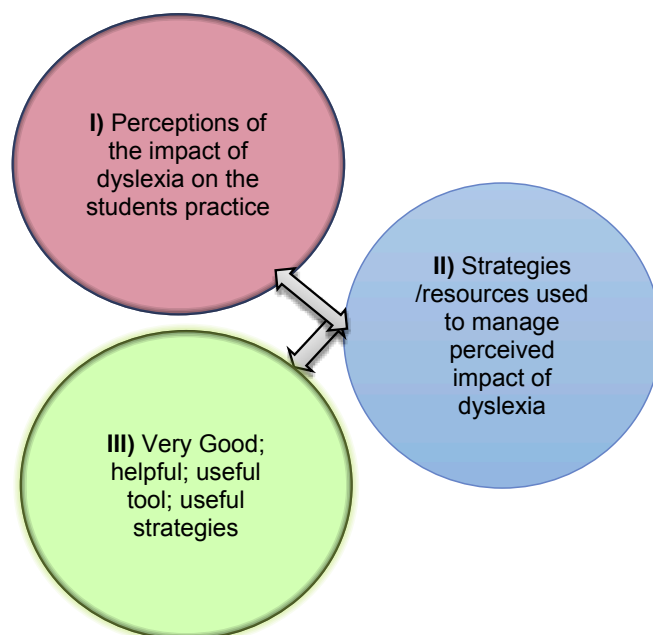 I) Perceptions of
the impact of
dyslexia on the
students practice
II) Strategies
/resources used
to manage
perceived
impact of
dyslexia
III) Very Good;
helpful; useful
tool; useful
strategies